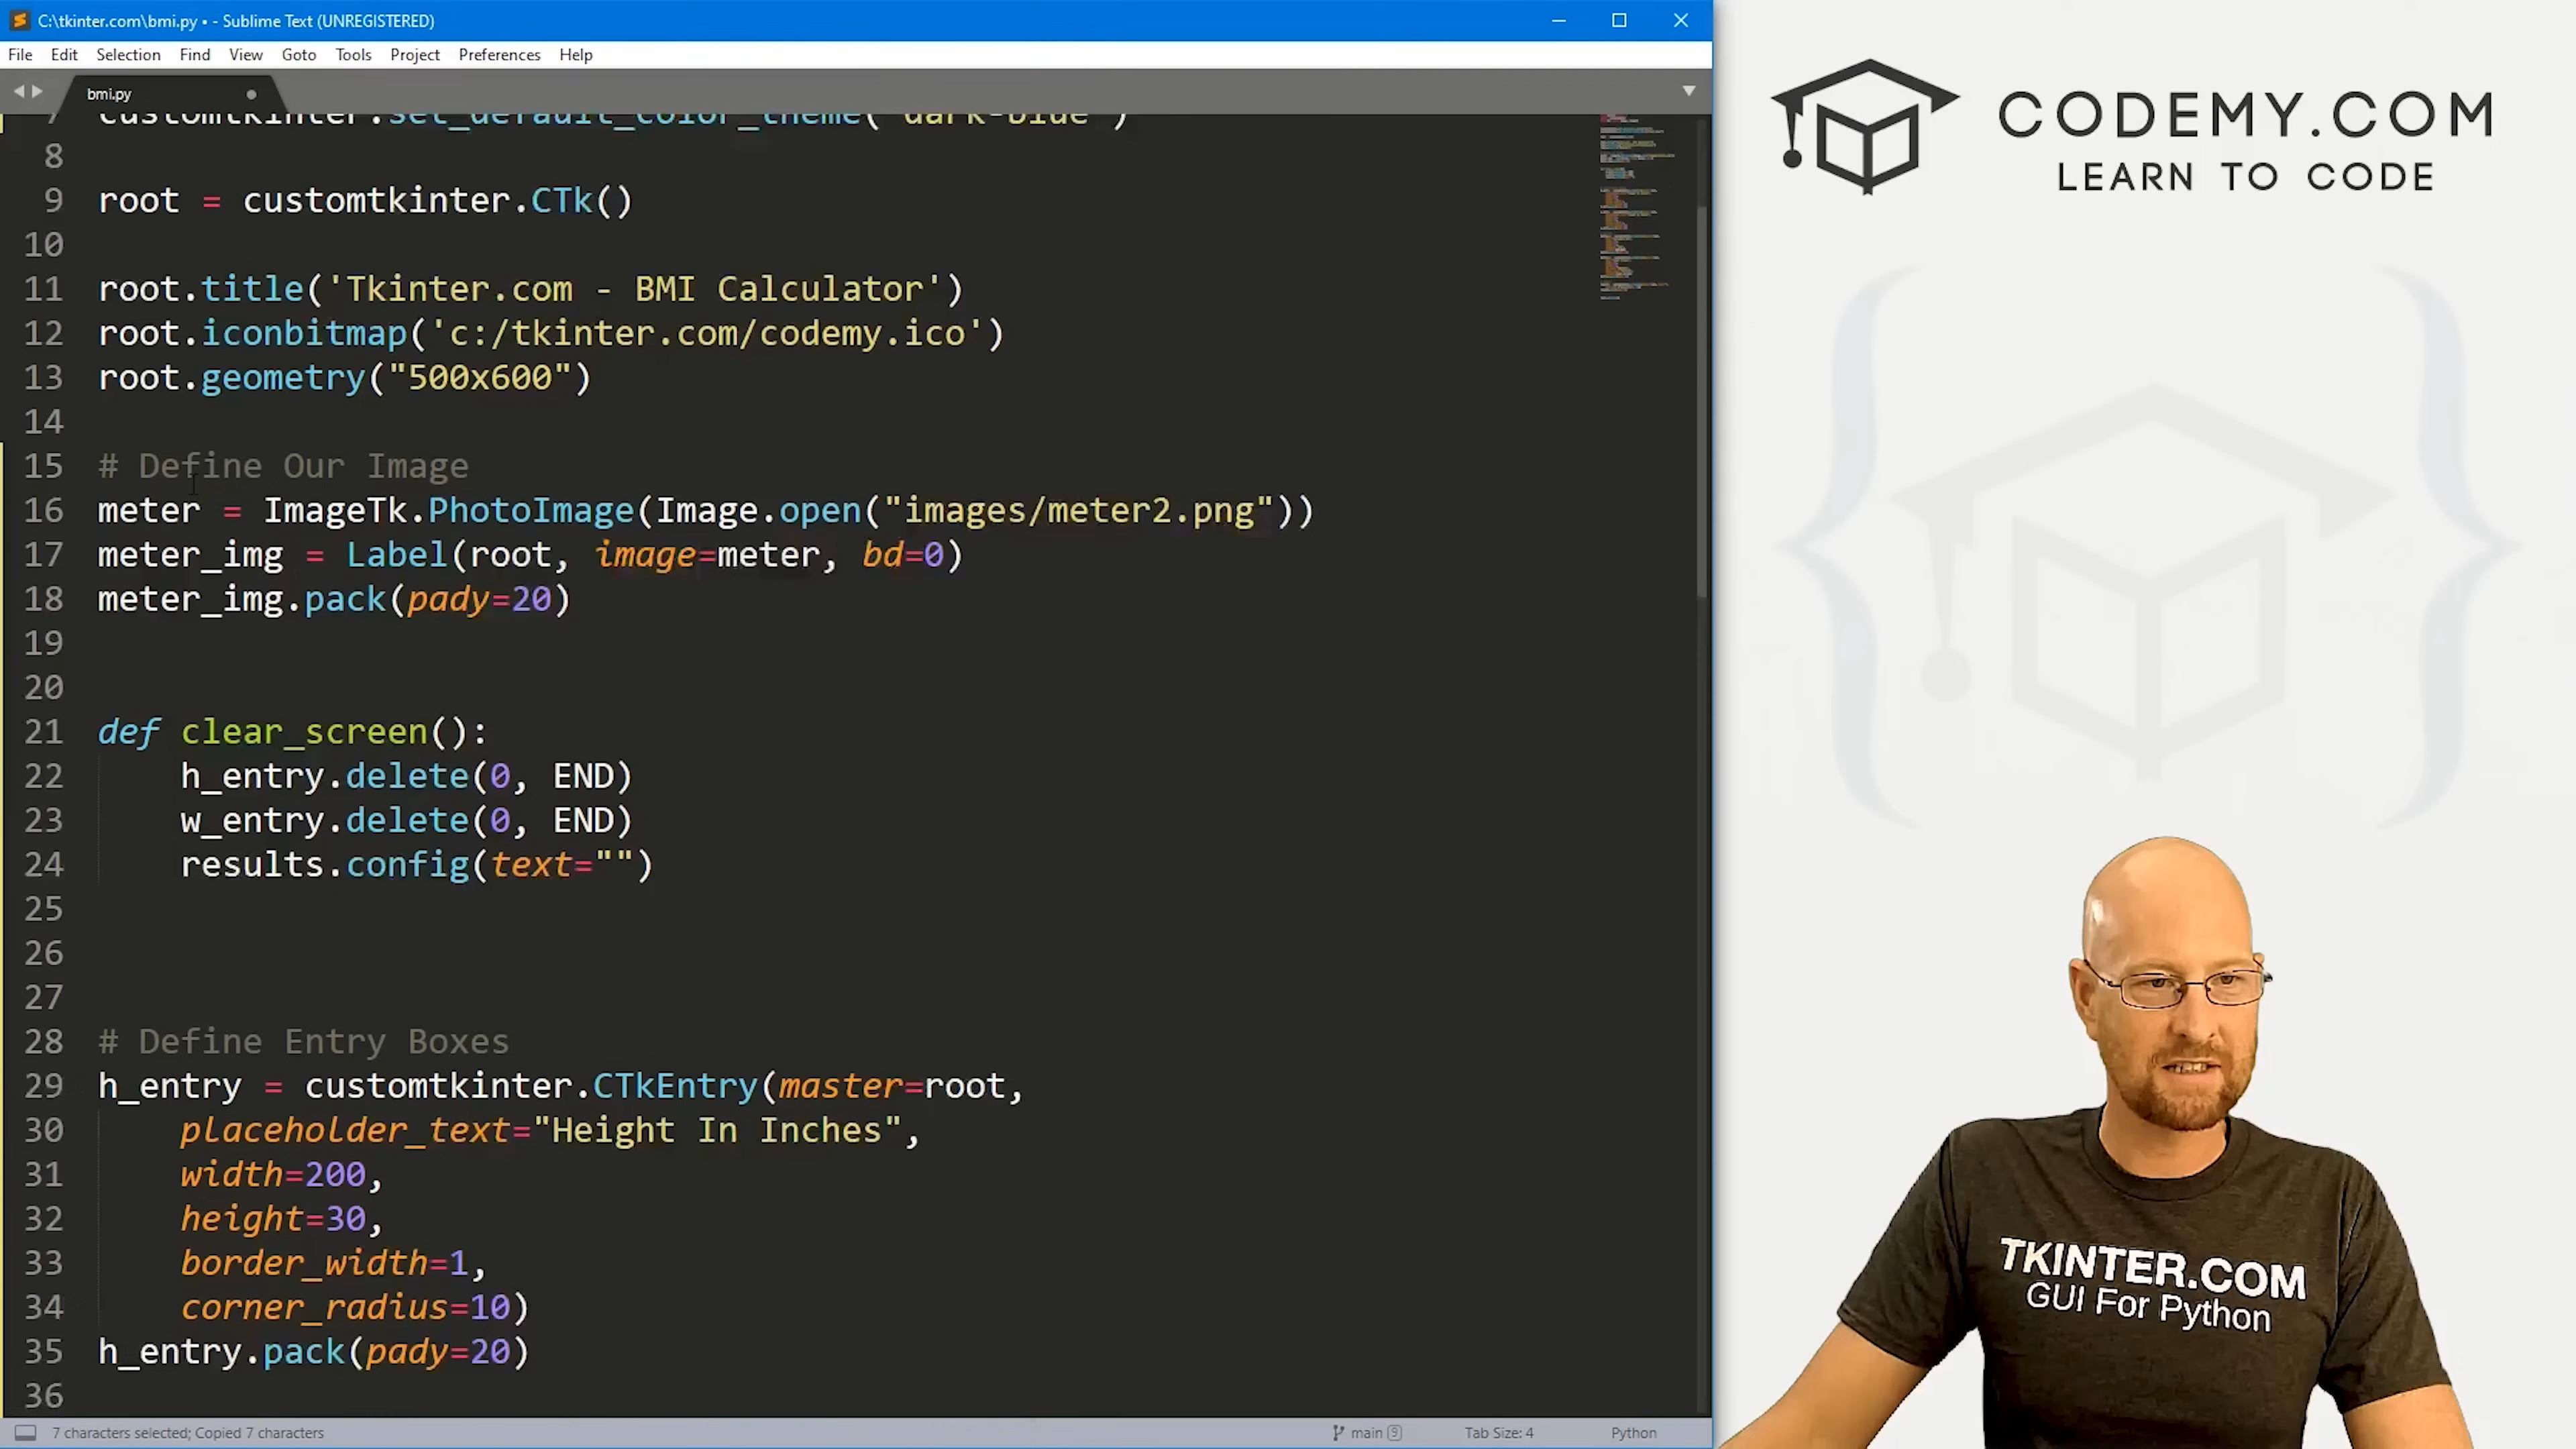 C:\tkinter.com\bmi.py • - Sublime Text (UNREGISTERED)
File Edit Selection Find View Goto Tools Project Preferences Help
bmi.py
7 customtkinter.set_default_color_theme("dark-blue")
8
9 root = customtkinter.CTk()
10
11 root.title('Tkinter.com - BMI Calculator')
12 root.iconbitmap('c:/tkinter.com/codemy.ico')
13 root.geometry("500x600")
14
15 # Define Our Image
16 meter = ImageTk.PhotoImage(Image.open("images/meter2.png"))
17 meter_img = Label(root, image=meter, bd=0)
18 meter_img.pack(pady=20)
19
20
21 def clear_screen():
22 h_entry.delete(0, END)
23 w_entry.delete(0, END)
24 results.config(text="")
25
26
27
28 # Define Entry Boxes
29 h_entry = customtkinter.CTkEntry(master=root,
30 placeholder_text="Height In Inches",
31 width=200,
32 height=30,
33 border_width=1,
34 corner_radius=10)
35 h_entry.pack(pady=20)
36
7 characters selected; Copied 7 characters
main 9
Tab Size: 4
Python
CODEMY.COM
LEARN TO CODE
TKINTER.COM
GUI For Python